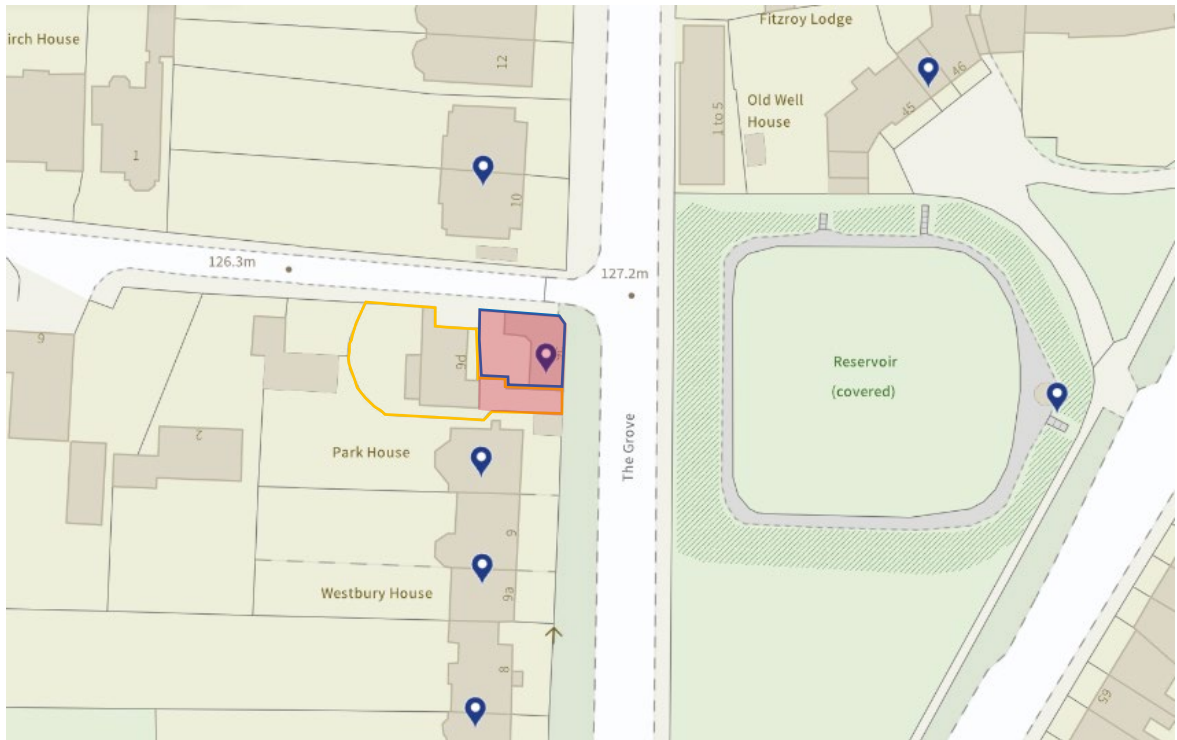 Fitzroy Lodge
irch House
12
46
Old Well
House
1 to 5
45
1
10
126.3m
127.2m
9
9d
Reservoir
(covered)
The Grove
2
Park House
9
Westbury House
9a
8
65